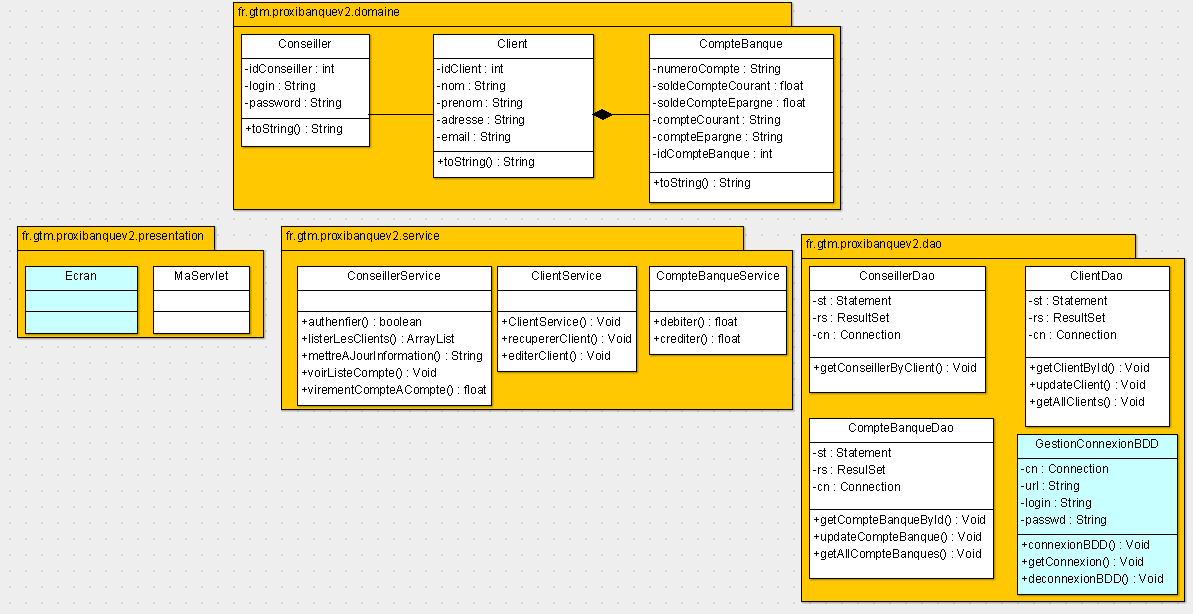 fr.gtm.proxibanquev2.domaine
Conseiller
-idConseiller : int
-login : String
-password : String
+toString() : String
Client
-idClient : int
-nom : String
-prenom : String
-adresse : String
-email : String
+toString() : String
CompteBanque
-numeroCompte : String
-soldeCompteCourant : float
-soldeCompteEpargne : float
-compteCourant : String
-compteEpargne : String
-idCompteBanque : int
+toString() : String
fr.gtm.proxibanquev2.presentation
Ecran
MaServlet
fr.gtm.proxibanquev2.service
ConseillerService
+authenfier() : boolean
+listerLesClients() : ArrayList
+mettreAJourInformation() : String
+voirListeCompte() : Void
+virementCompteACompte() : float
ClientService
+ClientService() : Void
+recupererClient() : Void
+editerClient() : Void
CompteBanqueService
+debiter() : float
+crediter() : float
fr.gtm.proxibanquev2.dao
ConseillerDao
-st : Statement
-rs : ResultSet
-cn : Connection
+getConseillerByClient() : Void
ClientDao
-st : Statement
-rs : ResultSet
-cn : Connection
+getClientById() : Void
+updateClient() : Void
+getAllClients() : Void
CompteBanqueDao
-st : Statement
-rs : ResulSet
-cn : Connection
+getCompteBanqueById() : Void
+updateCompteBanque() : Void
+getAllCompteBanques() : Void
GestionConnexionBDD
-cn : Connection
-url : String
-login : String
-passwd : String
+connexionBDD() : Void
+getConnexion() : Void
+deconnexionBDD() : Void